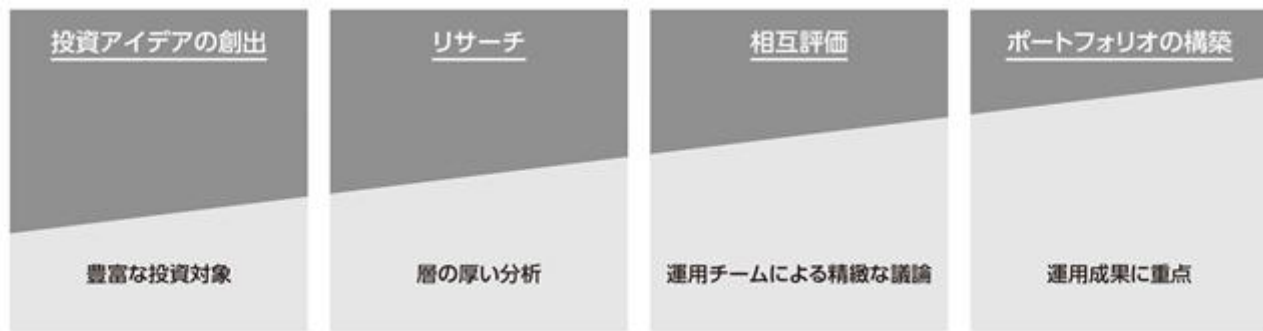 投資アイデアの創出
リサーチ
相互評価
ポートフォリオの構築
豊富な投資対象
層の厚い分析
運用チームによる精緻な議論
運用成果に重点